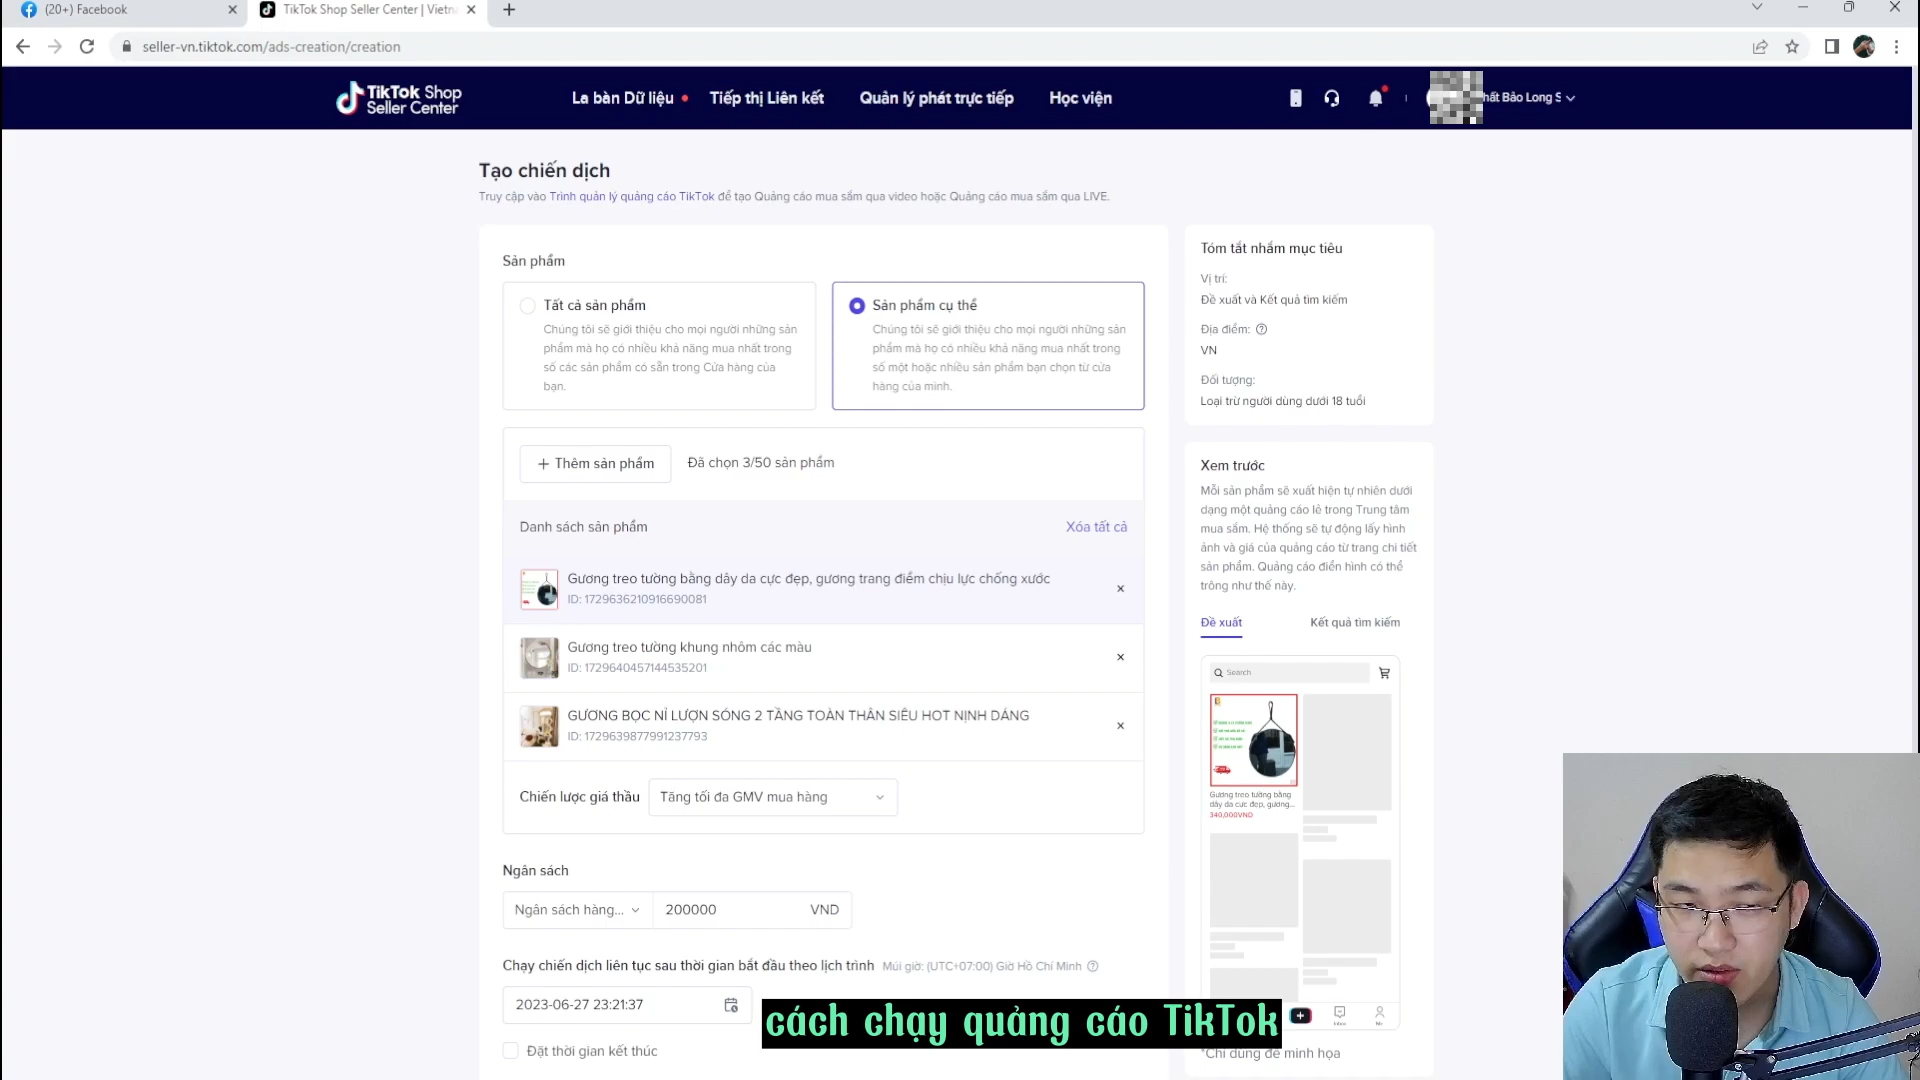 (20+) Facebook
TikTok Shop Seller Center | Vietn
seller-vn.tiktok.com/ads-creation/creation
TikTok Shop
Seller Center
La bàn Dữ liệu
Tiếp thị Liên kết
Quản lý phát trực tiếp
Học viện
hất Bảo Long S
Tạo chiến dịch
Truy cập vào Trình quản lý quảng cáo TikTok để tạo Quảng cáo mua sắm qua video hoặc Quảng cáo mua sắm qua LIVE.
Sản phẩm
Tất cả sản phẩm
Chúng tôi sẽ giới thiệu cho mọi người những sản
phẩm mà họ có nhiều khả năng mua nhất trong
số các sản phẩm có sẵn trong Cửa hàng của
bạn.
Sản phẩm cụ thể
Chúng tôi sẽ giới thiệu cho mọi người những sản
phẩm mà họ có nhiều khả năng mua nhất trong
số một hoặc nhiều sản phẩm bạn chọn từ cửa
hàng của mình.
+ Thêm sản phẩm
Đã chọn 3/50 sản phẩm
Danh sách sản phẩm
Xóa tất cả
Gương treo tường bằng dây da cực đẹp, gương trang điểm chịu lực chống xước
ID: 1729636210916690081
Gương treo tường khung nhôm các màu
ID: 1729640457144535201
GƯƠNG BỌC NỈ LƯỢN SÓNG 2 TẦNG TOÀN THÂN SIÊU HOT NỊNH DÁNG
ID: 1729639877991237793
Chiến lược giá thầu
Tăng tối đa GMV mua hàng
Ngân sách
Ngân sách hàng...
200000
VND
Chạy chiến dịch liên tục sau thời gian bắt đầu theo lịch trình
Múi giờ: (UTC+07:00) Giờ Hồ Chí Minh
2023-06-27 23:21:37
Đặt thời gian kết thúc
Tóm tắt nhắm mục tiêu
Vị trí:
Đề xuất và Kết quả tìm kiếm
Địa điểm:
VN
Đối tượng:
Loại trừ người dùng dưới 18 tuổi
Xem trước
Mỗi sản phẩm sẽ xuất hiện tự nhiên dưới
dạng một quảng cáo lẻ trong Trung tâm
mua sắm. Hệ thống sẽ tự động lấy hình
ảnh và giá của quảng cáo từ trang chi tiết
sản phẩm. Quảng cáo điển hình có thể
trông như thế này.
Đề xuất
Kết quả tìm kiếm
Search
Gương treo tường bằng
dây da cực đẹp, gương...
340,000VND
Inbox
Me
*Chỉ dùng để minh họa
cách chạy quảng cáo TikTok